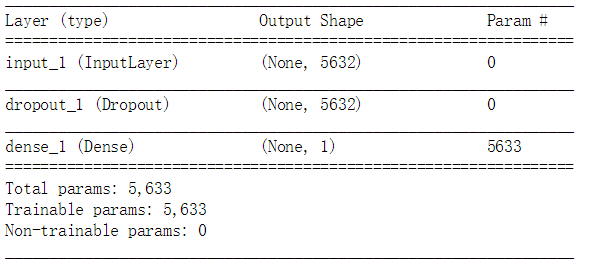 Layer (type) Output Shape Param #
input_1 (InputLayer) (None, 5632) 0
dropout_1 (Dropout) (None, 5632) 0
dense_1 (Dense) (None, 1) 5633
Total params: 5,633
Trainable params: 5,633
Non-trainable params: 0